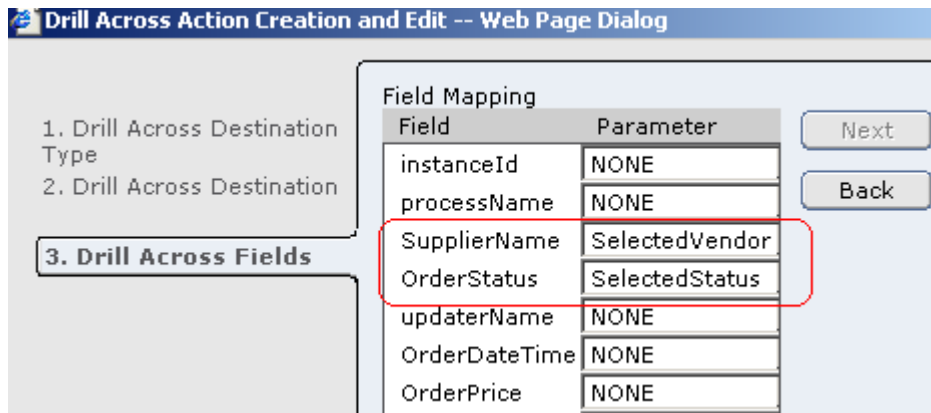 Drill Across Action Creation and Edit -- Web Page Dialog
1. Drill Across Destination
Type
2. Drill Across Destination
3. Drill Across Fields
Field Mapping
Field Parameter
instanceId NONE
processName NONE
SupplierName SelectedVendor
OrderStatus SelectedStatus
updaterName NONE
OrderDateTime NONE
OrderPrice NONE
Next
Back